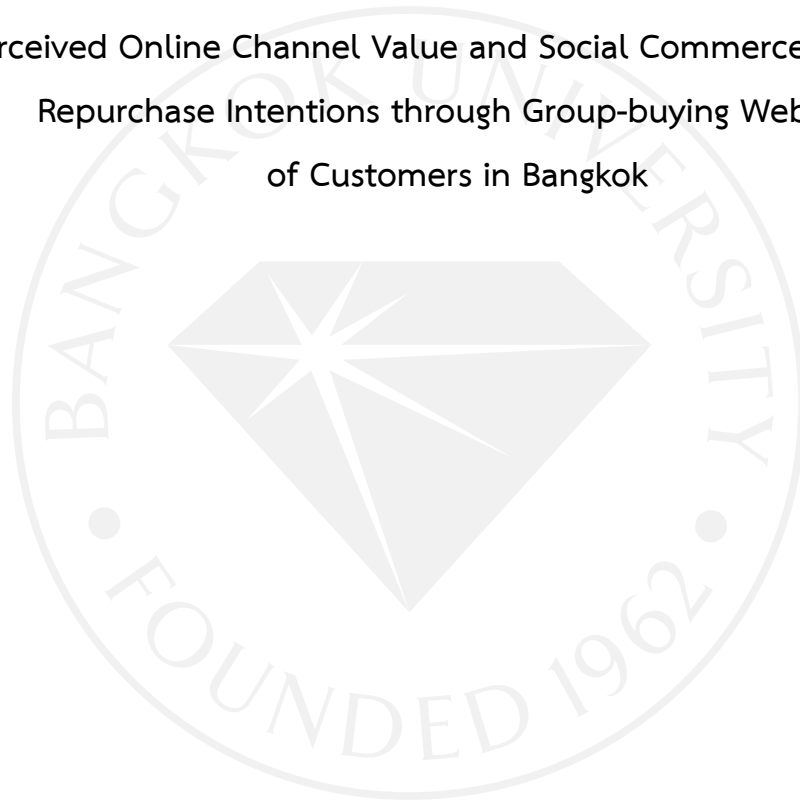 rceived Online Channel Value and Social Commerce
Repurchase Intentions through Group-buying Web
of Customers in Bangkok
BANGKOK UNIVERSITY
FOUNDED 1962